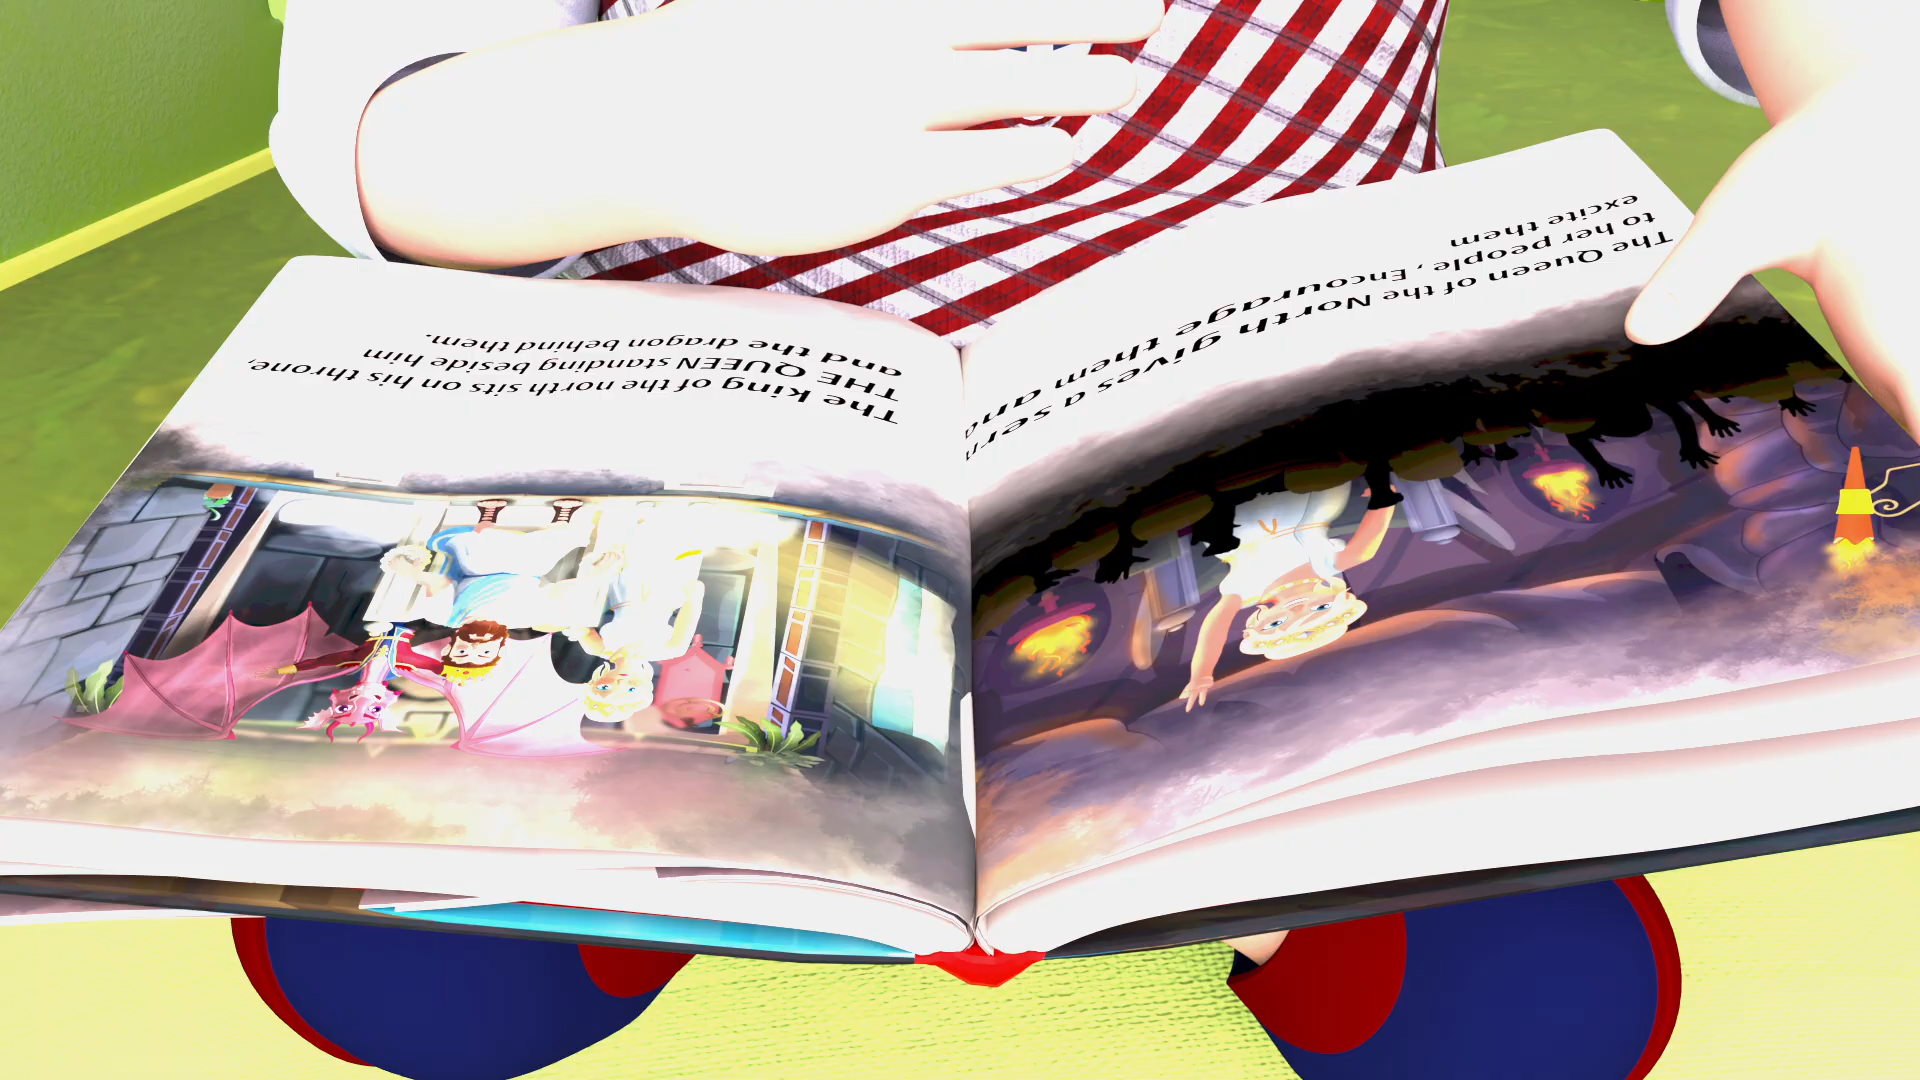 The king of the north sits on his throne,
THE QUEEN standing beside him
and the dragon behind them.
The Queen of the North gives a serm
to her people, Encourage them and
excite them